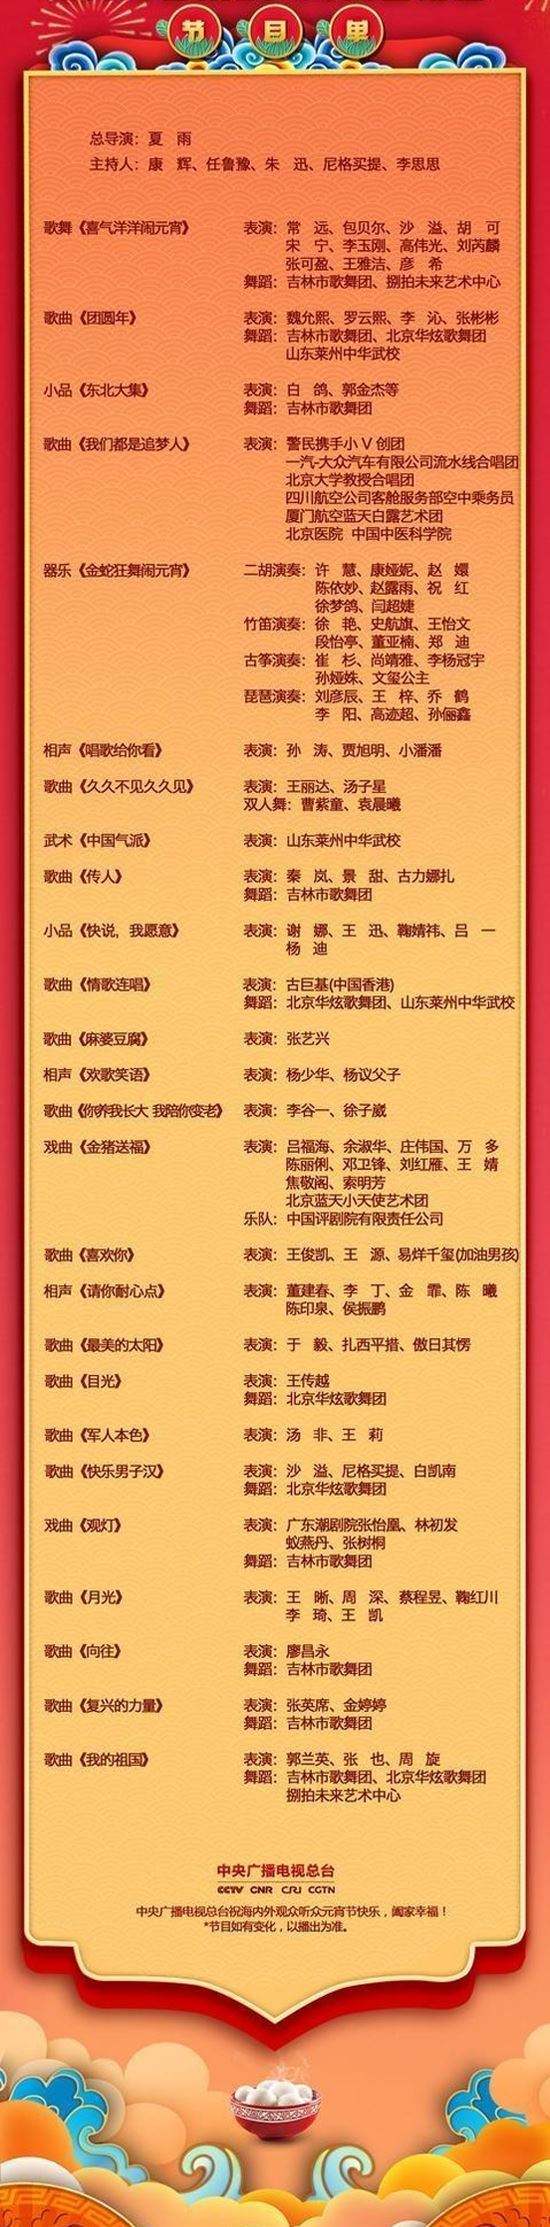 节目单
总导演：夏 雨
主持人：康 辉、任鲁豫、朱 迅、尼格买提、李思思
歌舞《喜气洋洋闹元宵》 表演：常 远、包贝尔、沙 溢、胡 可
宋 宁、李玉刚、高伟光、刘芮麟
张可盈、王雅洁、彦 希
舞蹈：吉林市歌舞团、捌拍未来艺术中心
歌曲《团圆年》 表演：魏允熙、罗云熙、李 沁、张彬彬
舞蹈：吉林市歌舞团、北京华炫歌舞团
山东莱州中华武校
小品《东北大集》 表演：白 鸽、郭金杰等
舞蹈：吉林市歌舞团
歌曲《我们都是追梦人》 表演：警民携手小 V 创团
一汽-大众汽车有限公司流水线合唱团
北京大学教授合唱团
四川航空公司客舱服务部空中乘务员
厦门航空蓝天白露艺术团
北京医院 中国中医科学院
器乐《金蛇狂舞闹元宵》 二胡演奏：许 慧、康娅妮、赵 嬛
陈依妙、赵露雨、祝 红
徐梦鸽、闫超婕
竹笛演奏：徐 艳、史航旗、王怡文
段怡亭、董亚楠、郑 迪
古筝演奏：崔 杉、尚靖雅、李杨冠宇
孙娅姝、文玺公主
琵琶演奏：刘彦辰、王 梓、乔 鹤
李 阳、高迹超、孙俪鑫
相声《唱歌给你看》 表演：孙 涛、贾旭明、小潘潘
歌曲《久久不见久久见》 表演：王丽达、汤子星
双人舞：曹紫童、袁晨曦
武术《中国气派》 表演：山东莱州中华武校
歌曲《传人》 表演：秦 岚、景 甜、古力娜扎
舞蹈：吉林市歌舞团
小品《快说，我愿意》 表演：谢 娜、王 迅、鞠婧祎、吕 一
杨 迪
歌曲《情歌连唱》 表演：古巨基(中国香港)
舞蹈：北京华炫歌舞团、山东莱州中华武校
歌曲《麻婆豆腐》 表演：张艺兴
相声《欢歌笑语》 表演：杨少华、杨议父子
歌曲《你养我长大 我陪你变老》 表演：李谷一、徐子崴
戏曲《金猪送福》 表演：吕福海、余淑华、庄伟国、万 多
陈丽俐、邓卫锋、刘红雁、王 婧
焦敬阁、索明芳
北京蓝天小天使艺术团
乐队：中国评剧院有限责任公司
歌曲《喜欢你》 表演：王俊凯、王 源、易烊千玺(加油男孩)
相声《请你耐心点》 表演：董建春、李 丁、金 霏、陈 曦
陈印泉、侯振鹏
歌曲《最美的太阳》 表演：于 毅、扎西平措、傲日其愣
歌曲《目光》 表演：王传越
舞蹈：北京华炫歌舞团
歌曲《军人本色》 表演：汤 非、王 莉
歌曲《快乐男子汉》 表演：沙 溢、尼格买提、白凯南
舞蹈：北京华炫歌舞团
戏曲《观灯》 表演：广东潮剧院张怡凰、林初发
蚁燕丹、张树桐
舞蹈：吉林市歌舞团
歌曲《月光》 表演：王 晰、周 深、蔡程昱、鞠红川
李 琦、王 凯
歌曲《向往》 表演：廖昌永
舞蹈：吉林市歌舞团
歌曲《复兴的力量》 表演：张英席、金婷婷
舞蹈：吉林市歌舞团
歌曲《我的祖国》 表演：郭兰英、张 也、周 旋
舞蹈：吉林市歌舞团、北京华炫歌舞团
捌拍未来艺术中心
中央广播电视总台
CCTV CNR CRI CGTN
中央广播电视总台祝海内外观众听众元宵节快乐，阖家幸福！
*节目如有变化，以播出为准。